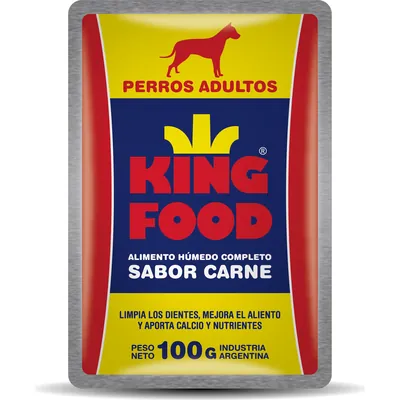 PERROS ADULTOS
KING®
FOOD
ALIMENTO HÚMEDO COMPLETO
SABOR CARNE
LIMPIA LOS DIENTES, MEJORA EL ALIENTO
Y APORTA CALCIO Y NUTRIENTES
PESO NETO 100G INDUSTRIA ARGENTINA